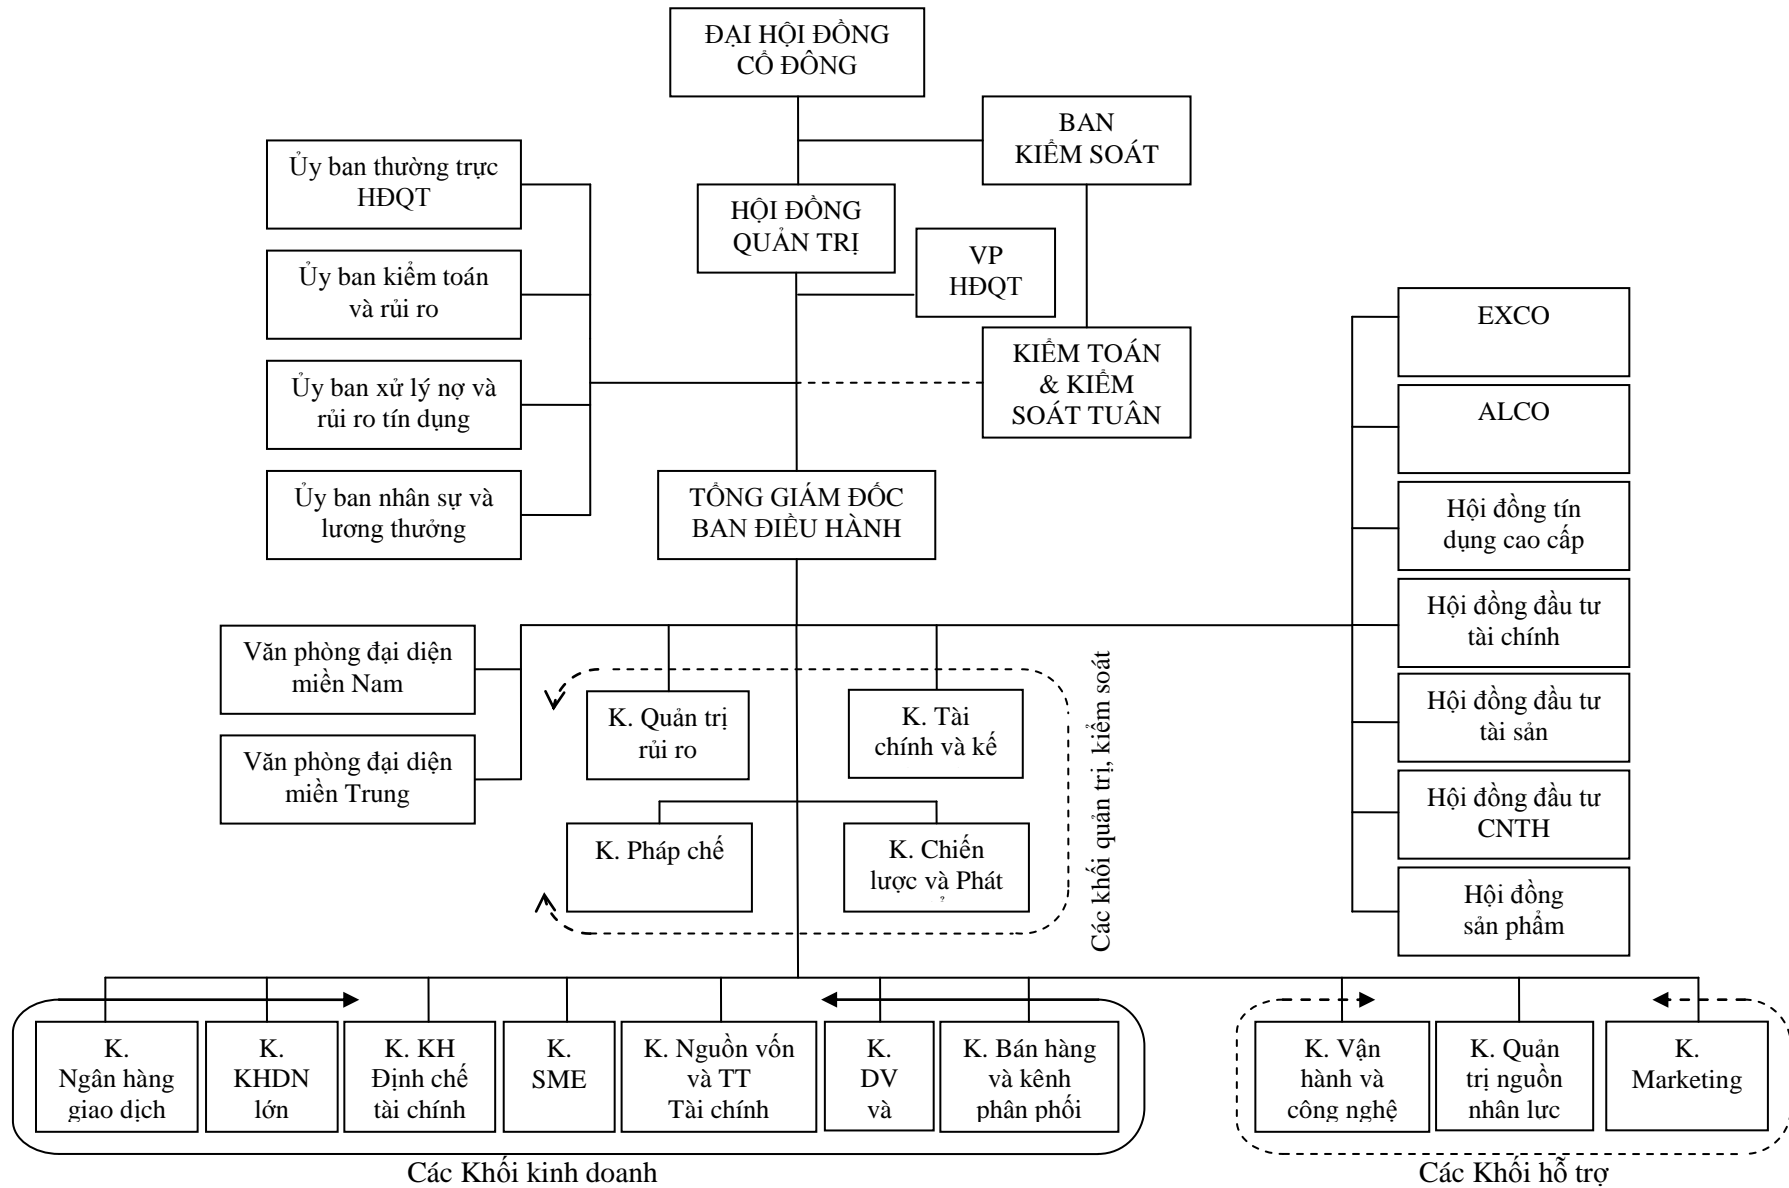 ĐẠI HỘI ĐỒNG
CỔ ĐÔNG
BAN
KIỂM SOÁT
Ủy ban thường trực
HĐQT
HỘI ĐỒNG
QUẢN TRỊ
VP
HĐQT
Ủy ban kiểm toán
và rủi ro
EXCO
KIỂM TOÁN
& KIỂM
SOÁT TUÂN
Ủy ban xử lý nợ và
rủi ro tín dụng
ALCO
Ủy ban nhân sự và
lương thưởng
TỔNG GIÁM ĐỐC
BAN ĐIỀU HÀNH
Hội đồng tín
dụng cao cấp
Hội đồng đầu tư
tài chính
Văn phòng đại diện
miền Nam
K. Quản trị
rủi ro
K. Tài
chính và kế
Các khối quản trị, kiểm soát
Hội đồng đầu tư
tài sản
Văn phòng đại diện
miền Trung
Hội đồng đầu tư
CNTH
K. Pháp chế
K. Chiến
lược và Phát
Hội đồng
sản phẩm
K.
Ngân hàng
giao dịch
K.
KHDN
lớn
K. KH
Định chế
tài chính
K.
SME
K. Nguồn vốn
và TT
Tài chính
K.
DV
và
K. Bán hàng
và kênh
phân phối
K. Vận
hành và
công nghệ
K. Quản
trị nguồn
nhân lực
K.
Marketing
Các Khối kinh doanh
Các Khối hỗ trợ